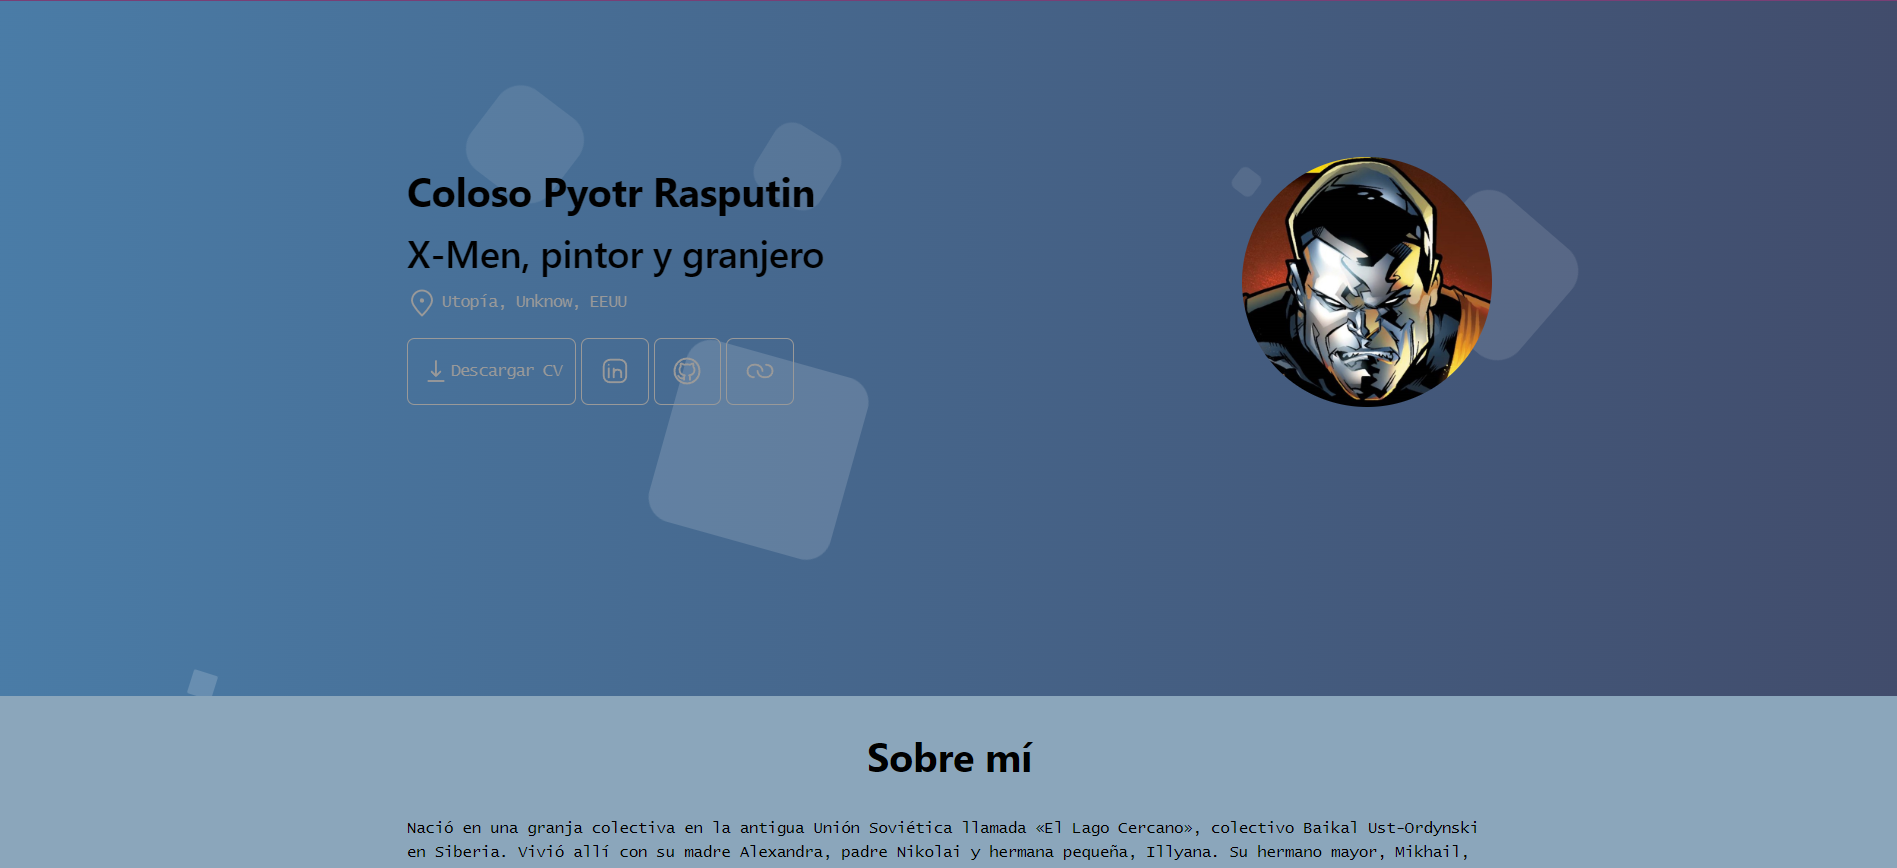 Coloso Pyotr Rasputin
X-Men, pintor y granjero
Utopía, Unknow, EEUU
Descargar CV
in
Sobre mí
Nació en una granja colectiva en la antigua Unión Soviética llamada «El Lago Cercano», colectivo Baikal Ust-Ordynski
en Siberia. Vivió allí con su madre Alexandra, padre Nikolai y hermana pequeña, Illyana. Su hermano mayor, Mikhail,